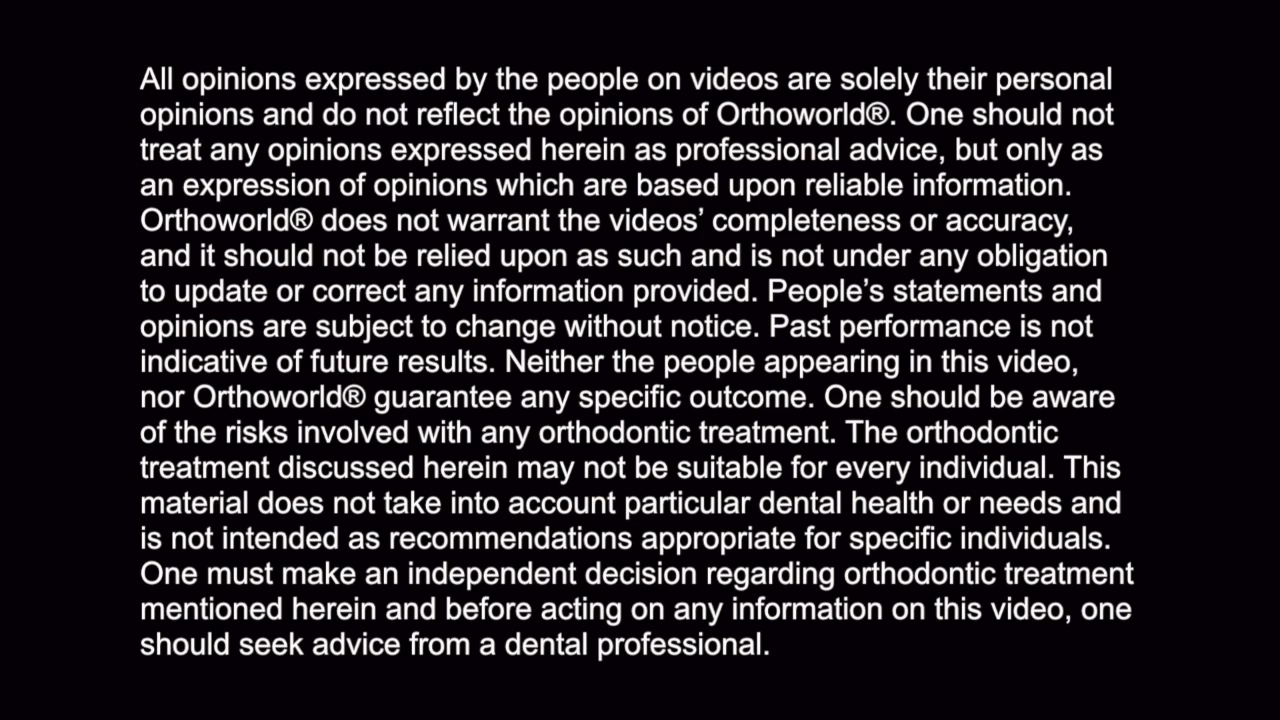 All opinions expressed by the people on videos are solely their personal
opinions and do not reflect the opinions of Orthoworld®. One should not
treat any opinions expressed herein as professional advice, but only as
an expression of opinions which are based upon reliable information.
Orthoworld® does not warrant the videos’ completeness or accuracy,
and it should not be relied upon as such and is not under any obligation
to update or correct any information provided. People’s statements and
opinions are subject to change without notice. Past performance is not
indicative of future results. Neither the people appearing in this video,
nor Orthoworld® guarantee any specific outcome. One should be aware
of the risks involved with any orthodontic treatment. The orthodontic
treatment discussed herein may not be suitable for every individual. This
material does not take into account particular dental health or needs and
is not intended as recommendations appropriate for specific individuals.
One must make an independent decision regarding orthodontic treatment
mentioned herein and before acting on any information on this video, one
should seek advice from a dental professional.